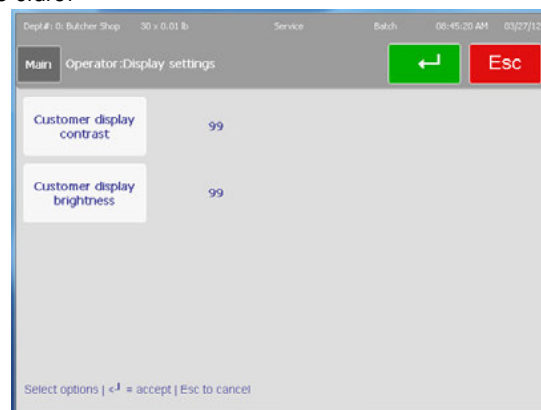 Dept#: 0: Butcher Shop 30 x 0.01 lb Service Batch 08:45:20 AM 03/27/12
Main Operator:Display settings Esc
Customer display
contrast
99
Customer display
brightness
99
Select options | <┘ = accept | Esc to cancel